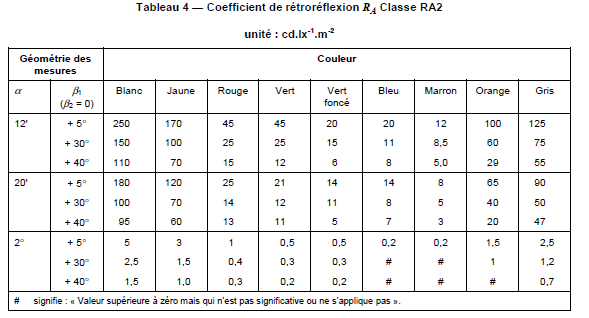 Tableau 4 — Coefficient de rétroréflexion RA Classe RA2
unité : cd.lx-1.m-2
Géométrie des mesures Couleur
α β1 (β2 = 0) Blanc Jaune Rouge Vert Vert foncé Bleu Marron Orange Gris
12' + 5° 250 170 45 45 20 20 12 100 125
+ 30° 150 100 25 25 15 11 8,5 60 75
+ 40° 110 70 15 12 6 8 5,0 29 55
20' + 5° 180 120 25 21 14 14 8 65 90
+ 30° 100 70 14 12 11 8 5 40 50
+ 40° 95 60 13 11 5 7 3 20 47
2° + 5° 5 3 1 0,5 0,5 0,2 0,2 1,5 2,5
+ 30° 2,5 1,5 0,4 0,3 0,3 # # 1 1,2
+ 40° 1,5 1,0 0,3 0,2 0,2 # # # 0,7
# signifie : « Valeur supérieure à zéro mais qui n'est pas significative ou ne s'applique pas ».